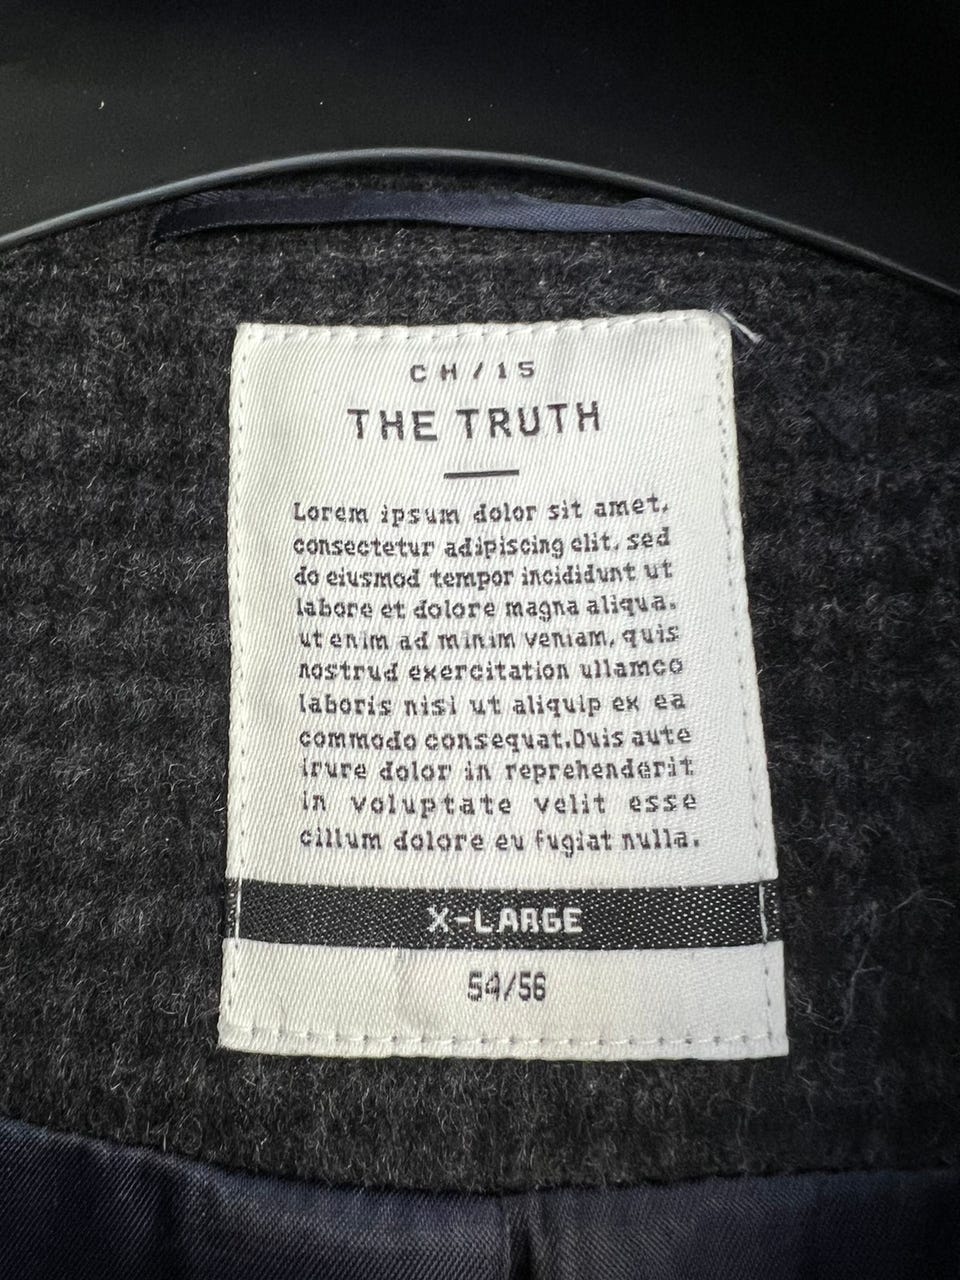 CH/15
THE TRUTH
Lorem ipsum dolor sit amet,
consectetur adipiscing elit, sed
do eiusmod tempor incididunt ut
labore et dolore magna aliqua.
ut enim ad minim veniam, quis
nostrud exercitation ullamco
laboris nisi ut aliquip ex ea
commodo consequat.Duis aute
irure dolor in reprehenderit
in voluptate velit esse
cillum dolore eu fugiat nulla.
X-LARGE
54/56